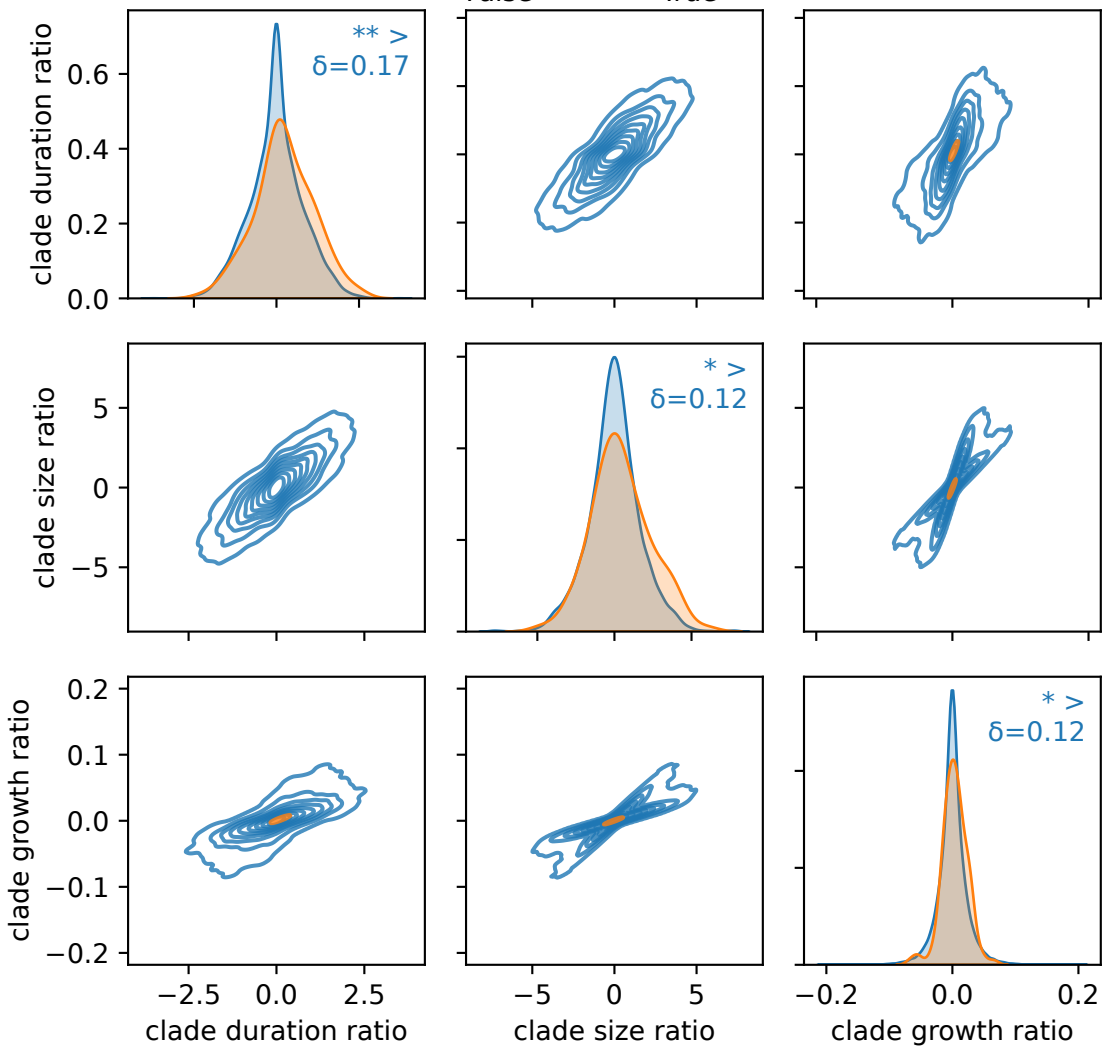 clade duration ratio
0.0
0.2
0.4
0.6
** >
δ=0.17
clade size ratio
5
0
−5
* >
δ=0.12
clade growth ratio
0.2
0.1
0.0
−0.1
−0.2
* >
δ=0.12
−2.5 0.0 2.5
clade duration ratio
−5 0 5
clade size ratio
−0.2 0.0 0.2
clade growth ratio